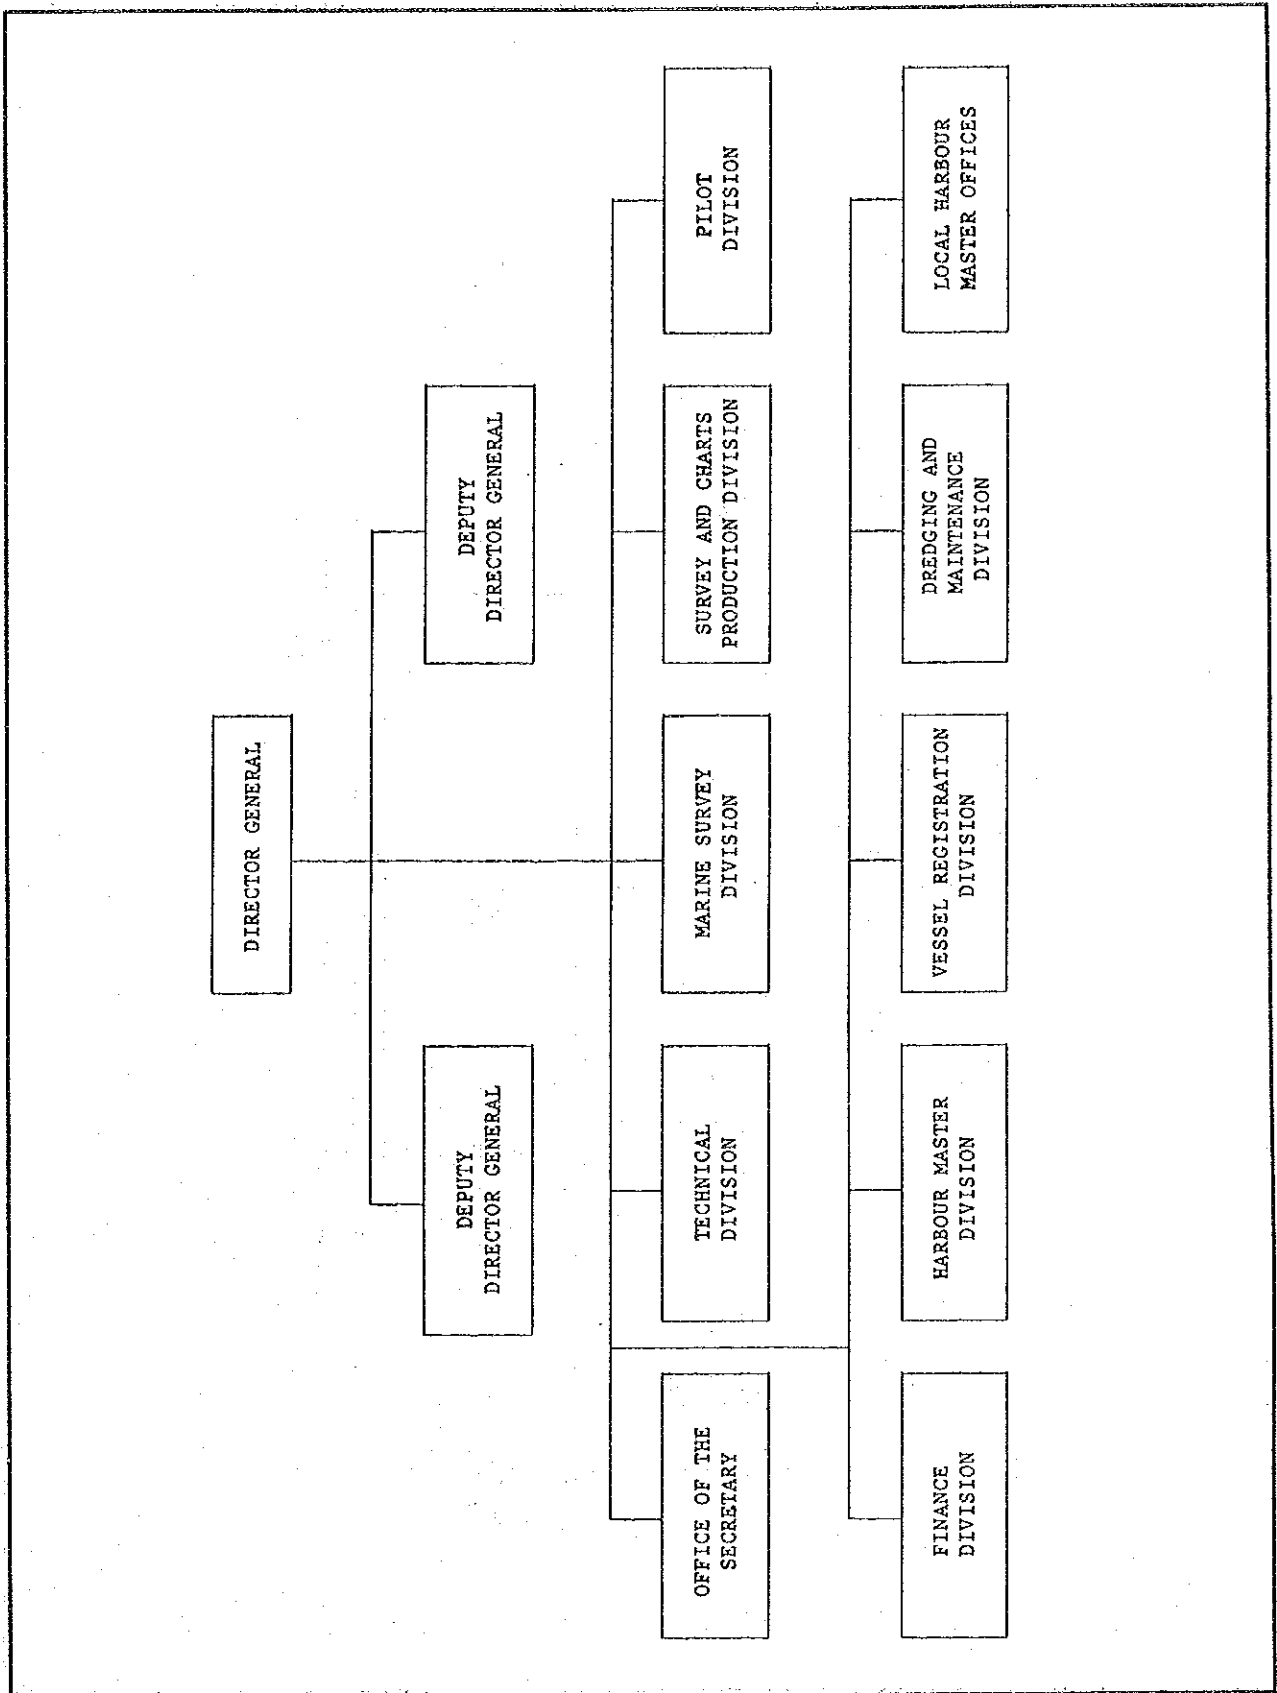 DIRECTOR GENERAL
DEPUTY
DIRECTOR GENERAL
DEPUTY
DIRECTOR GENERAL
OFFICE OF THE
SECRETARY
TECHNICAL
DIVISION
MARINE SURVEY
DIVISION
SURVEY AND CHARTS
PRODUCTION DIVISION
PILOT
DIVISION
FINANCE
DIVISION
HARBOUR MASTER
DIVISION
VESSEL REGISTRATION
DIVISION
DREDGING AND
MAINTENANCE
DIVISION
LOCAL HARBOUR
MASTER OFFICES